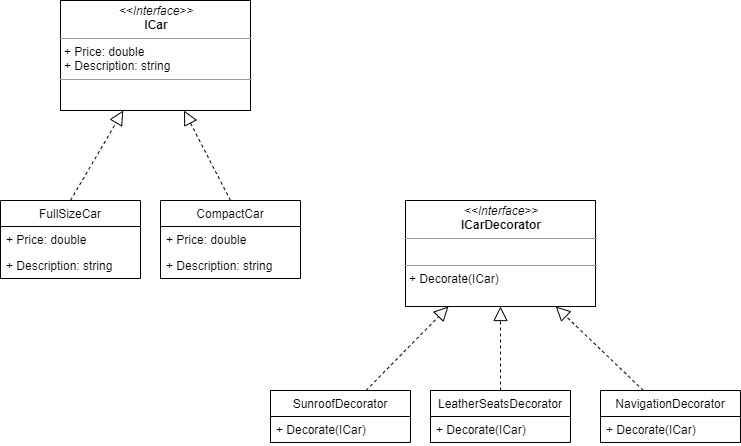 <<Interface>>
ICar
+ Price: double
+ Description: string
FullSizeCar
+ Price: double
+ Description: string
CompactCar
+ Price: double
+ Description: string
<<Interface>>
ICarDecorator
+ Decorate(ICar)
SunroofDecorator
+ Decorate(ICar)
LeatherSeatsDecorator
+ Decorate(ICar)
NavigationDecorator
+ Decorate(ICar)